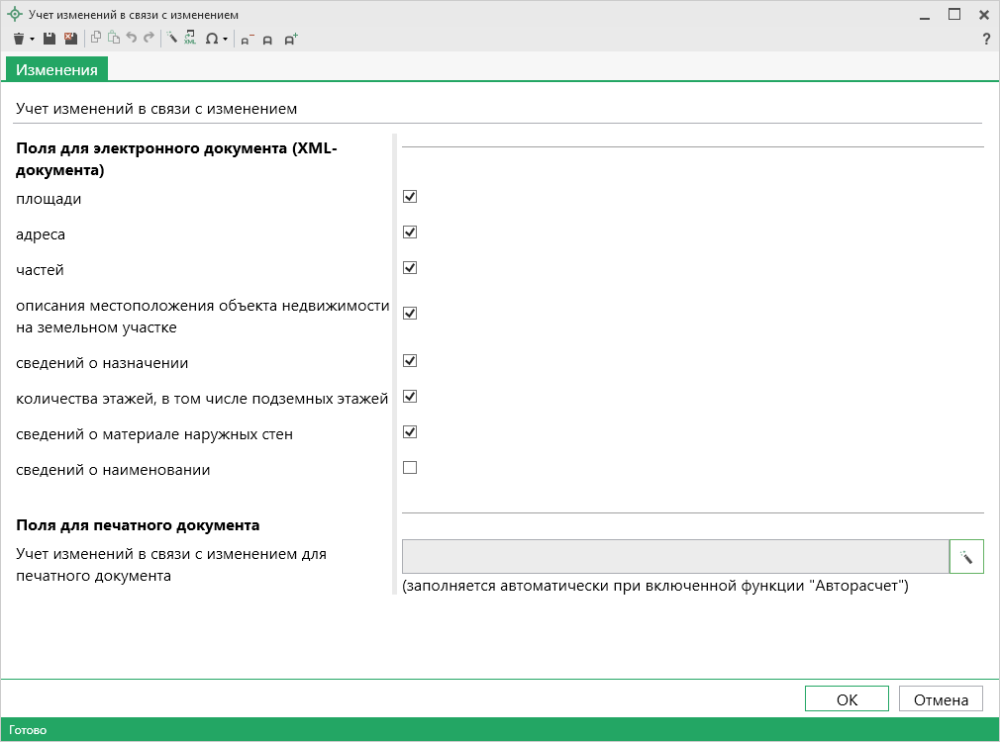 Учет изменений в связи с изменением
XML
?
Изменения
Учет изменений в связи с изменением
Поля для электронного документа (XML-
документа)
площади
адреса
частей
описания местоположения объекта недвижимости
на земельном участке
сведений о назначении
количества этажей, в том числе подземных этажей
сведений о материале наружных стен
сведений о наименовании
Поля для печатного документа
Учет изменений в связи с изменением для
печатного документа
(заполняется автоматически при включенной функции "Авторасчет")
ОК
Отмена
Готово